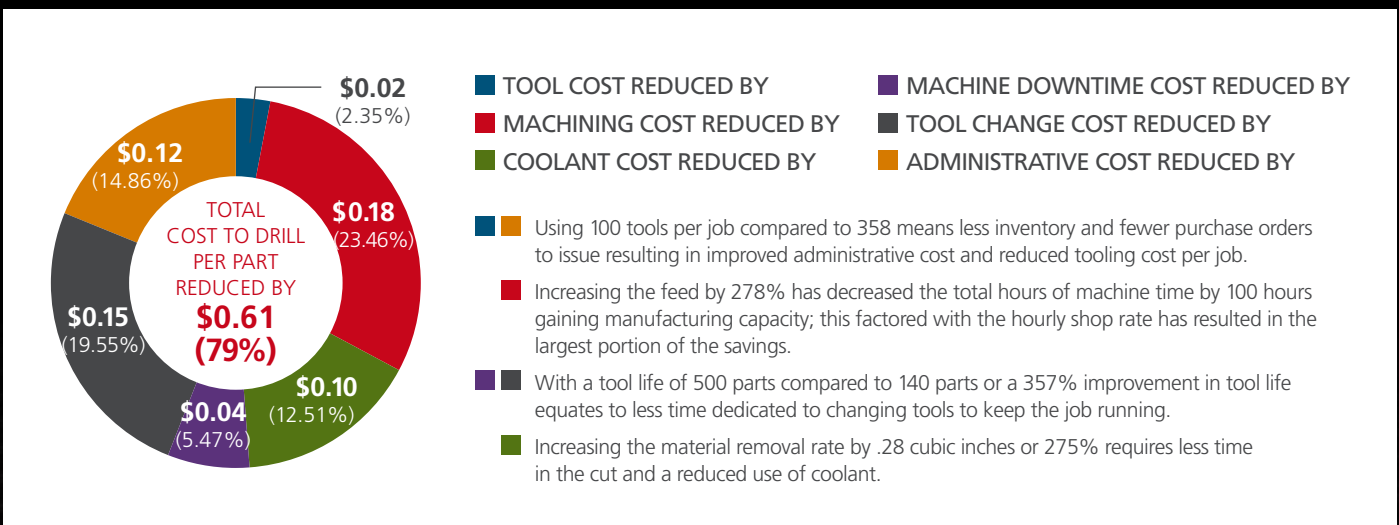 $0.02
(2.35%)
$0.12
(14.86%)
$0.18
(23.46%)
$0.15
(19.55%)
$0.10
(12.51%)
$0.04
(5.47%)
TOTAL
COST TO DRILL
PER PART
REDUCED BY
$0.61
(79%)
TOOL COST REDUCED BY
MACHINING COST REDUCED BY
COOLANT COST REDUCED BY
MACHINE DOWNTIME COST REDUCED BY
TOOL CHANGE COST REDUCED BY
ADMINISTRATIVE COST REDUCED BY
Using 100 tools per job compared to 358 means less inventory and fewer purchase orders
to issue resulting in improved administrative cost and reduced tooling cost per job.
Increasing the feed by 278% has decreased the total hours of machine time by 100 hours
gaining manufacturing capacity; this factored with the hourly shop rate has resulted in the
largest portion of the savings.
With a tool life of 500 parts compared to 140 parts or a 357% improvement in tool life
equates to less time dedicated to changing tools to keep the job running.
Increasing the material removal rate by .28 cubic inches or 275% requires less time
in the cut and a reduced use of coolant.